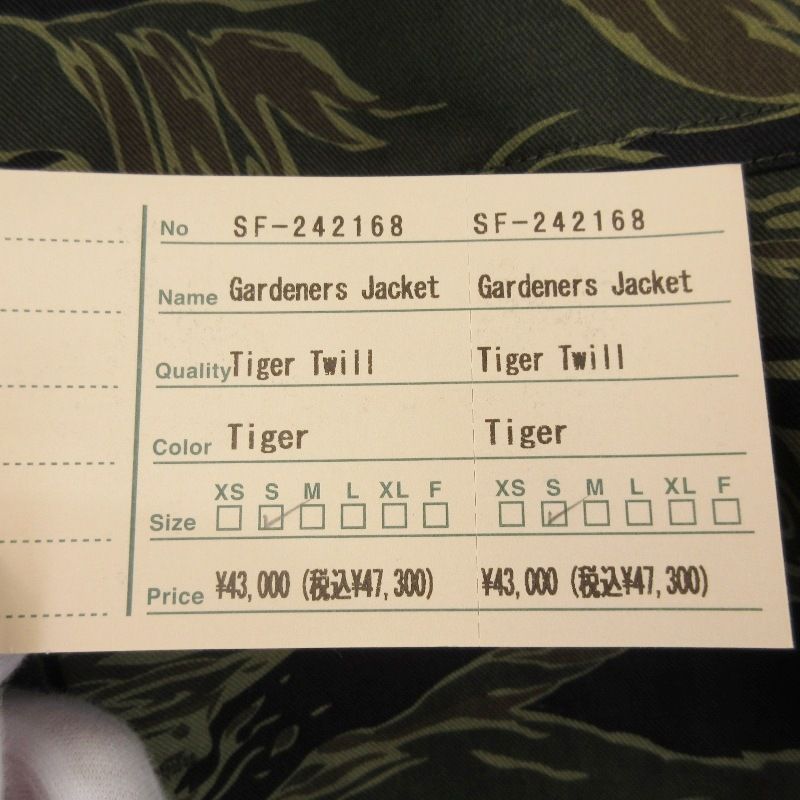 No SF-242168 SF-242168
Name Gardeners Jacket Gardeners Jacket
Quality Tiger Twill Tiger Twill
Color Tiger Tiger
XS S M L XL F XS S M L XL F
Size
Price ¥43,000 (税込¥47,300) ¥43,000 (税込¥47,300)